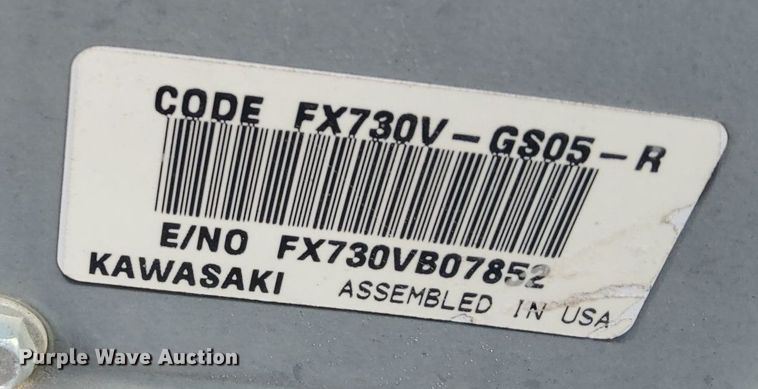 CODE FX730V-GS05-R
E/NO FX730VB07852
KAWASAKI ASSEMBLED IN USA
Purple Wave Auction